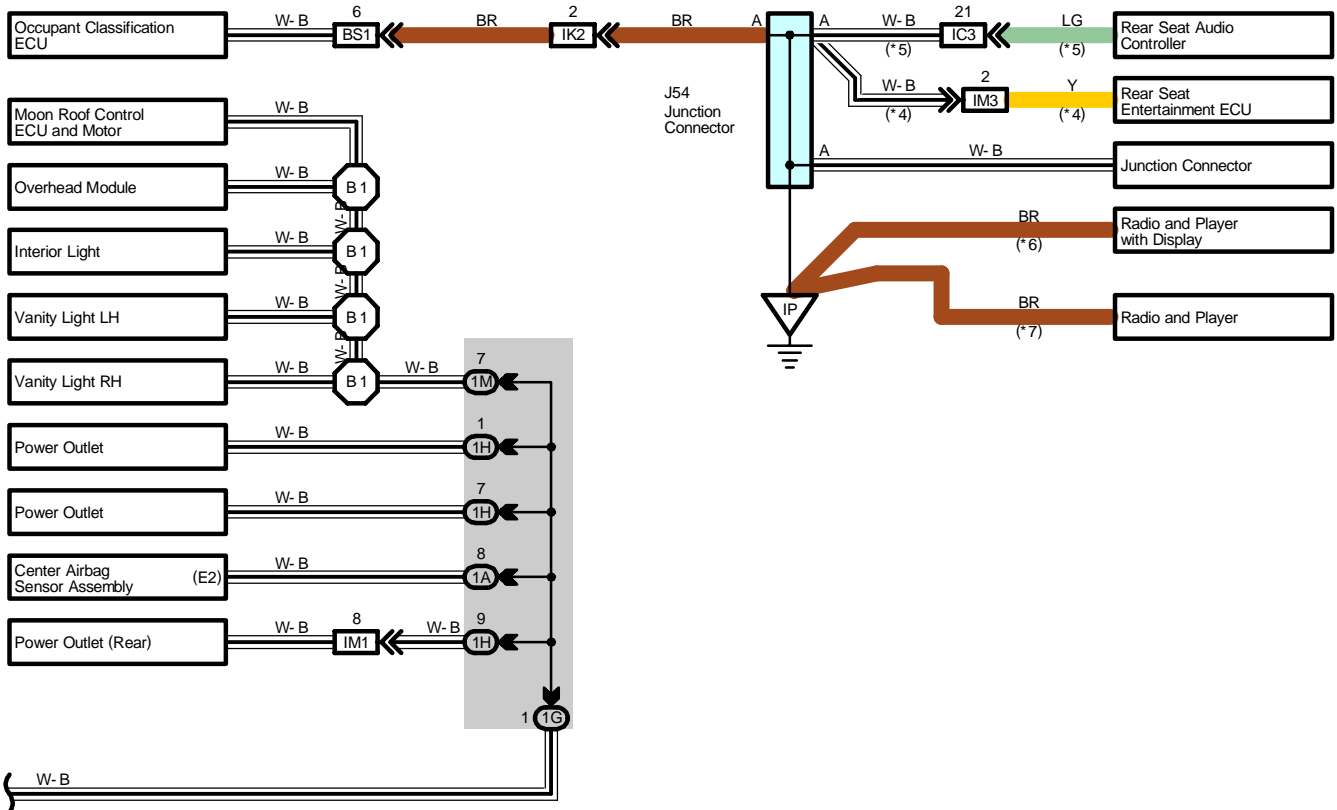 Occupant Classification
ECU
W- B
6
BS1
BR
2
IK2
BR
A
A
W- B
(*5)
21
IC3
LG
(*5)
Rear Seat Audio
Controller
J54
Junction
Connector
W- B
(*4)
2
IM3
Y
(*4)
Rear Seat
Entertainment ECU
A
W- B
Junction Connector
BR
(*6)
Radio and Player
with Display
IP
BR
(*7)
Radio and Player
Moon Roof Control
ECU and Motor
W- B
Overhead Module
W- B
B 1
W- B
Interior Light
W- B
B 1
W- B
Vanity Light LH
W- B
B 1
W- B
Vanity Light RH
W- B
B 1
W- B
7
1M
Power Outlet
W- B
1
1H
Power Outlet
W- B
7
1H
Center Airbag
Sensor Assembly
(E2)
W- B
8
1A
Power Outlet (Rear)
W- B
8
IM1
W- B
9
1H
1
1G
W- B